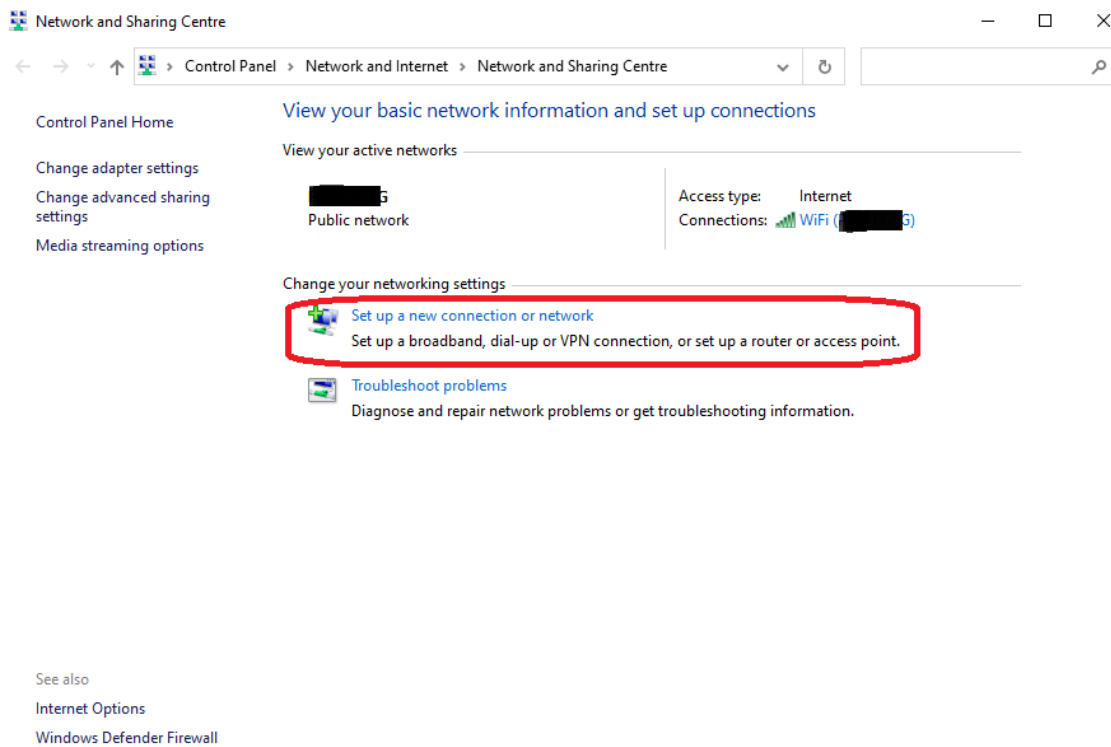 Network and Sharing Centre
Control Panel > Network and Internet > Network and Sharing Centre
Control Panel Home
Change adapter settings
Change advanced sharing
settings
Media streaming options
View your basic network information and set up connections
View your active networks
G
Public network
Access type: Internet
Connections: WiFi ( G)
Change your networking settings
Set up a new connection or network
Set up a broadband, dial-up or VPN connection, or set up a router or access point.
Troubleshoot problems
Diagnose and repair network problems or get troubleshooting information.
See also
Internet Options
Windows Defender Firewall